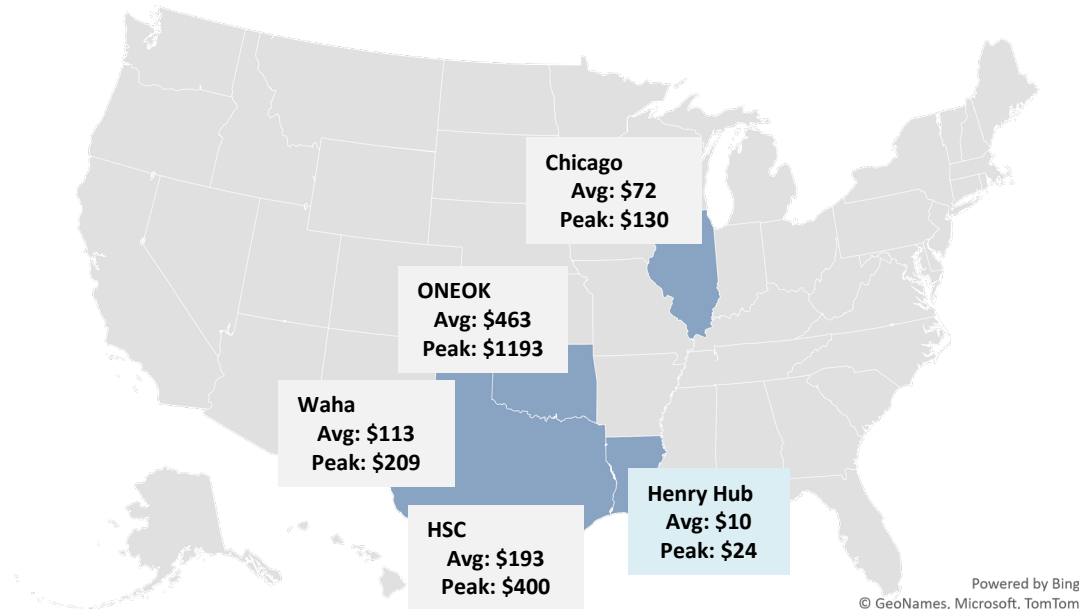 Chicago
Avg: $72
Peak: $130
ONEOK
Avg: $463
Peak: $1193
Waha
Avg: $113
Peak: $209
Henry Hub
Avg: $10
Peak: $24
HSC
Avg: $193
Peak: $400
Powered by Bing
© GeoNames, Microsoft, TomTom